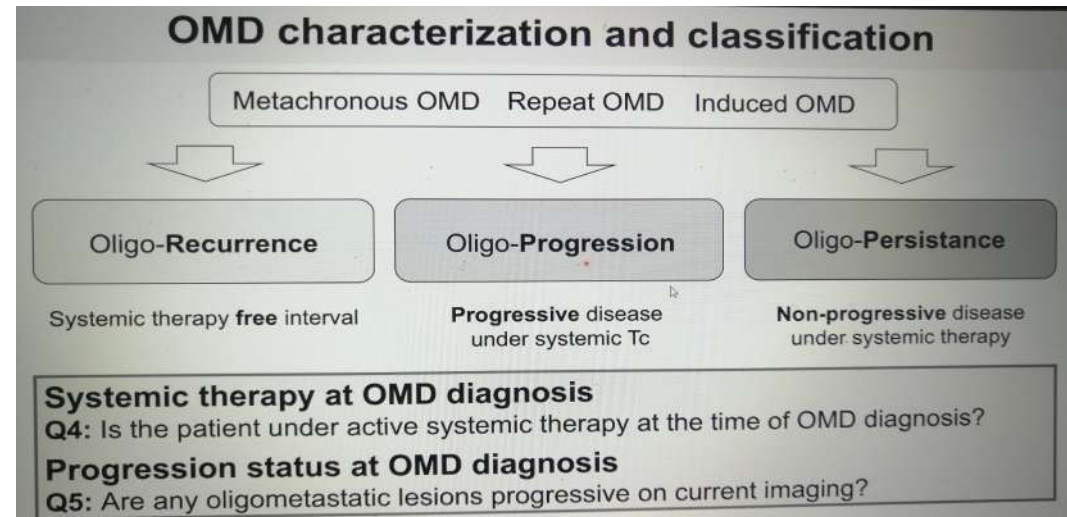 OMD characterization and classification
Metachronous OMD Repeat OMD Induced OMD
Oligo-Recurrence
Oligo-Progression
Oligo-Persistance
Systemic therapy free interval
Progressive disease
under systemic Tc
Non-progressive disease
under systemic therapy
Systemic therapy at OMD diagnosis
Q4: Is the patient under active systemic therapy at the time of OMD diagnosis?
Progression status at OMD diagnosis
Q5: Are any oligometastatic lesions progressive on current imaging?